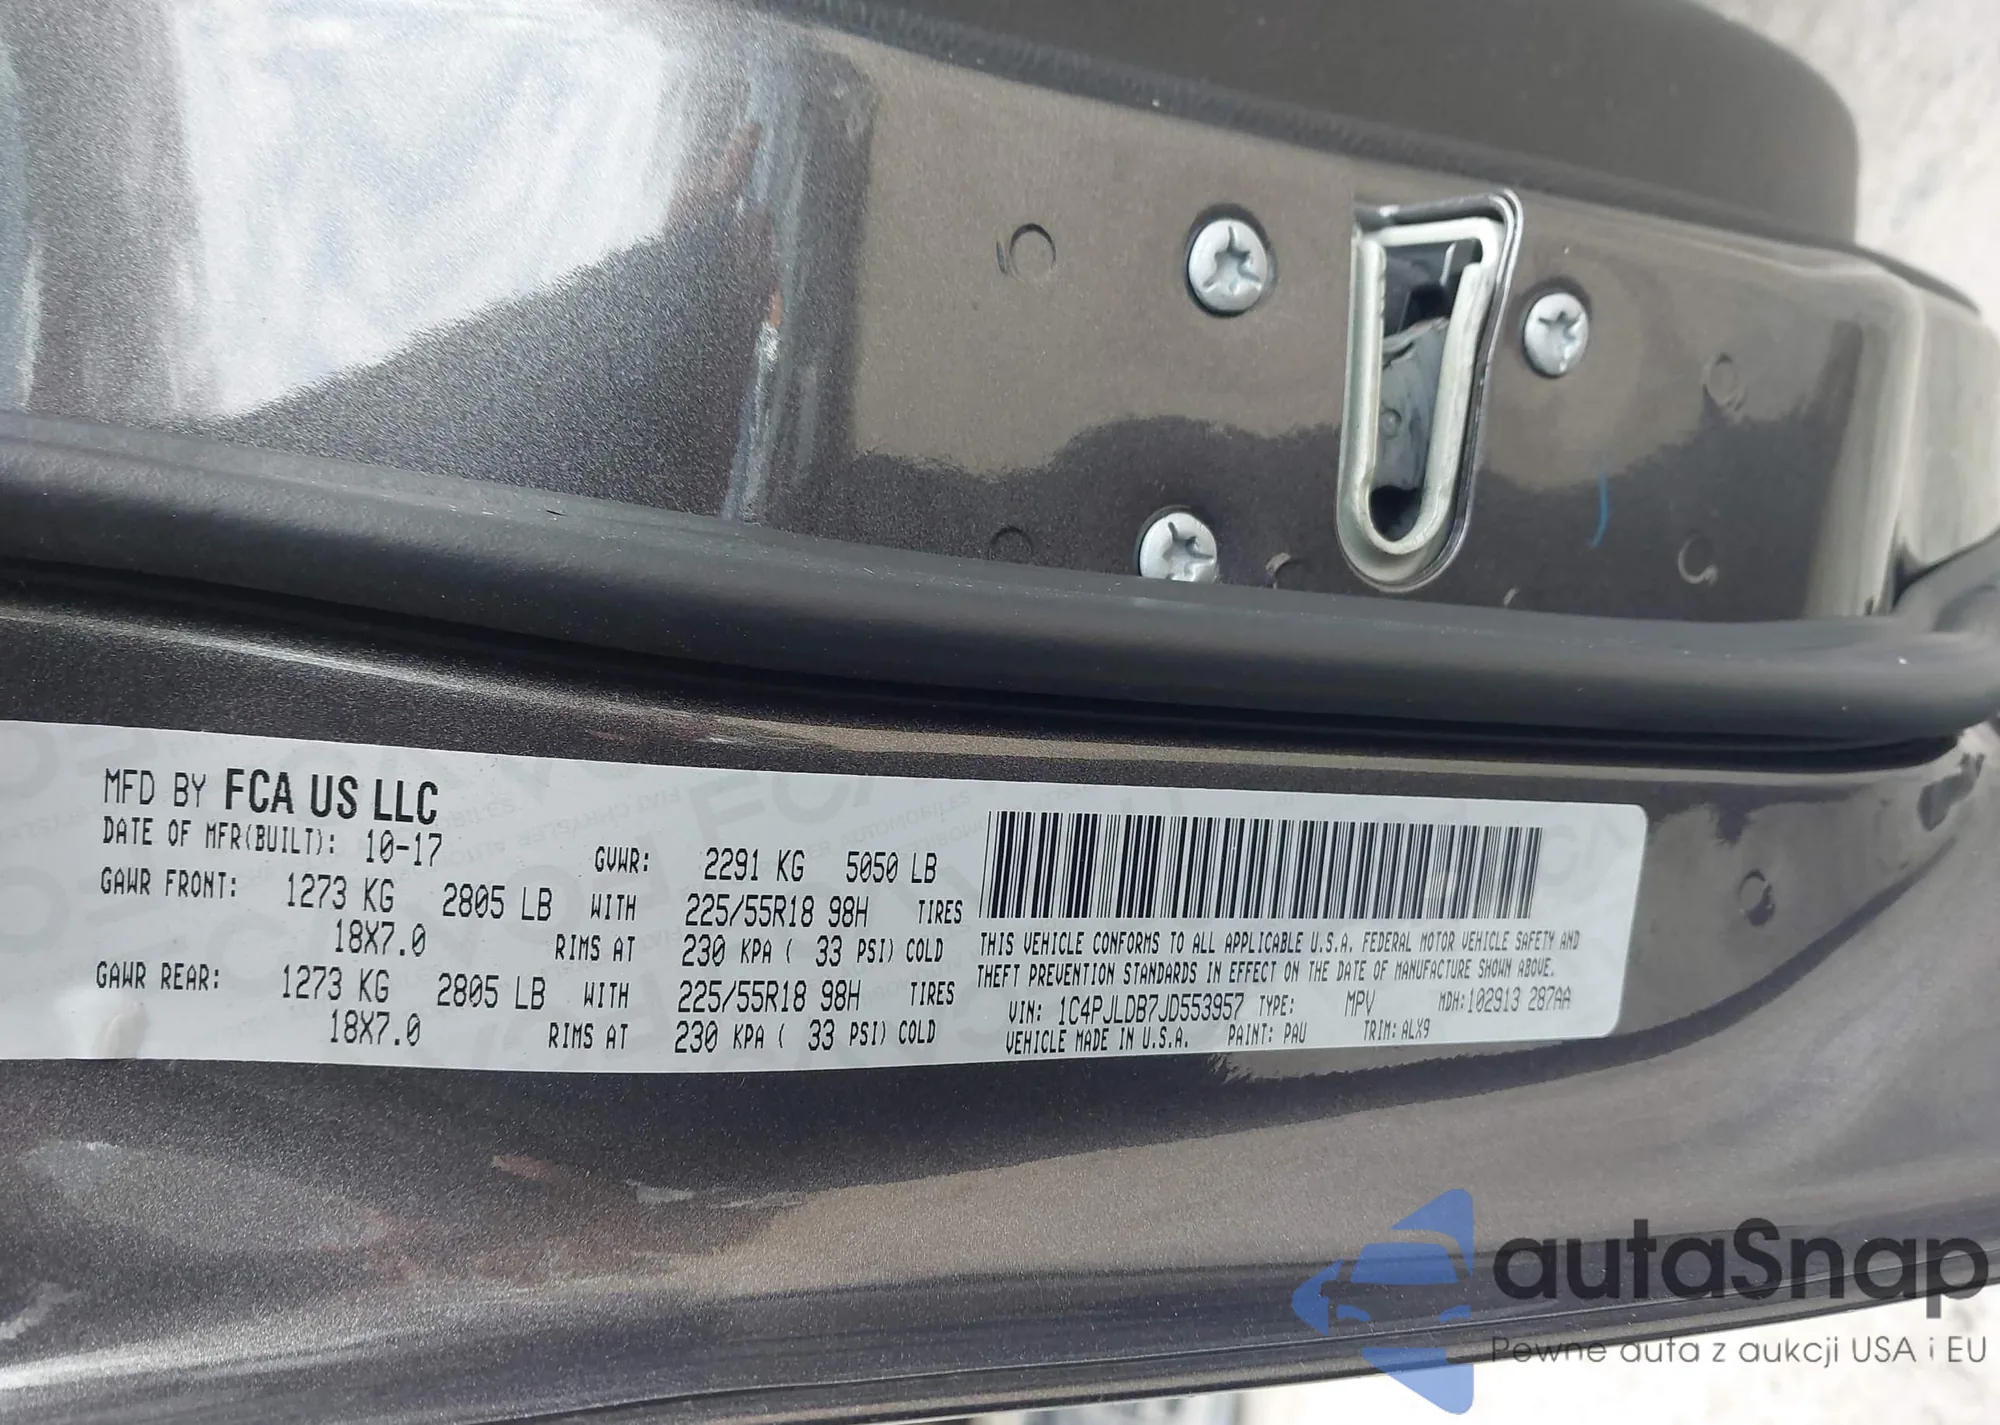 MFD BY FCA US LLC
DATE OF MFR(BUILT): 10-17
GVWR: 2291 KG 5050 LB
GAWR FRONT: 1273 KG 2805 LB WITH 225/55R18 98H TIRES
18X7.0 RIMS AT 230 KPA ( 33 PSI) COLD
GAWR REAR: 1273 KG 2805 LB WITH 225/55R18 98H TIRES
18X7.0 RIMS AT 230 KPA ( 33 PSI) COLD
THIS VEHICLE CONFORMS TO ALL APPLICABLE U.S.A. FEDERAL MOTOR VEHICLE SAFETY AND
THEFT PREVENTION STANDARDS IN EFFECT ON THE DATE OF MANUFACTURE SHOWN ABOVE.
VIN: 1C4PJLDB7JD553957 TYPE: MPV MDH:102913 287AA
VEHICLE MADE IN U.S.A. PAINT: PAU TRIM: ALX9
autaSnap
Pewne auta z aukcji USA i EU